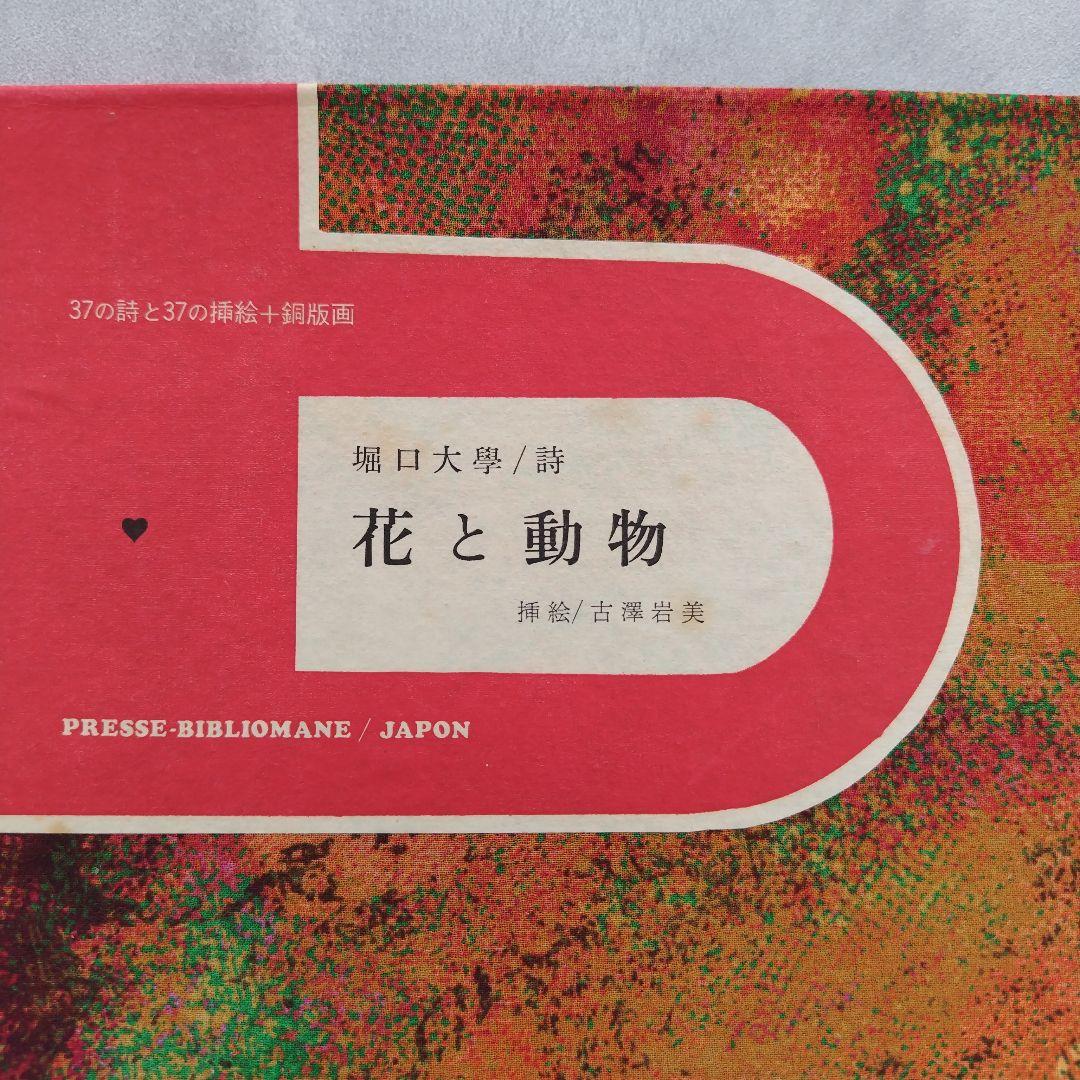 37の詩と37の挿絵+銅版画
堀口大學/詩
花と動物
挿絵/古澤岩美
PRESSE-BIBLIOMANE / JAPON